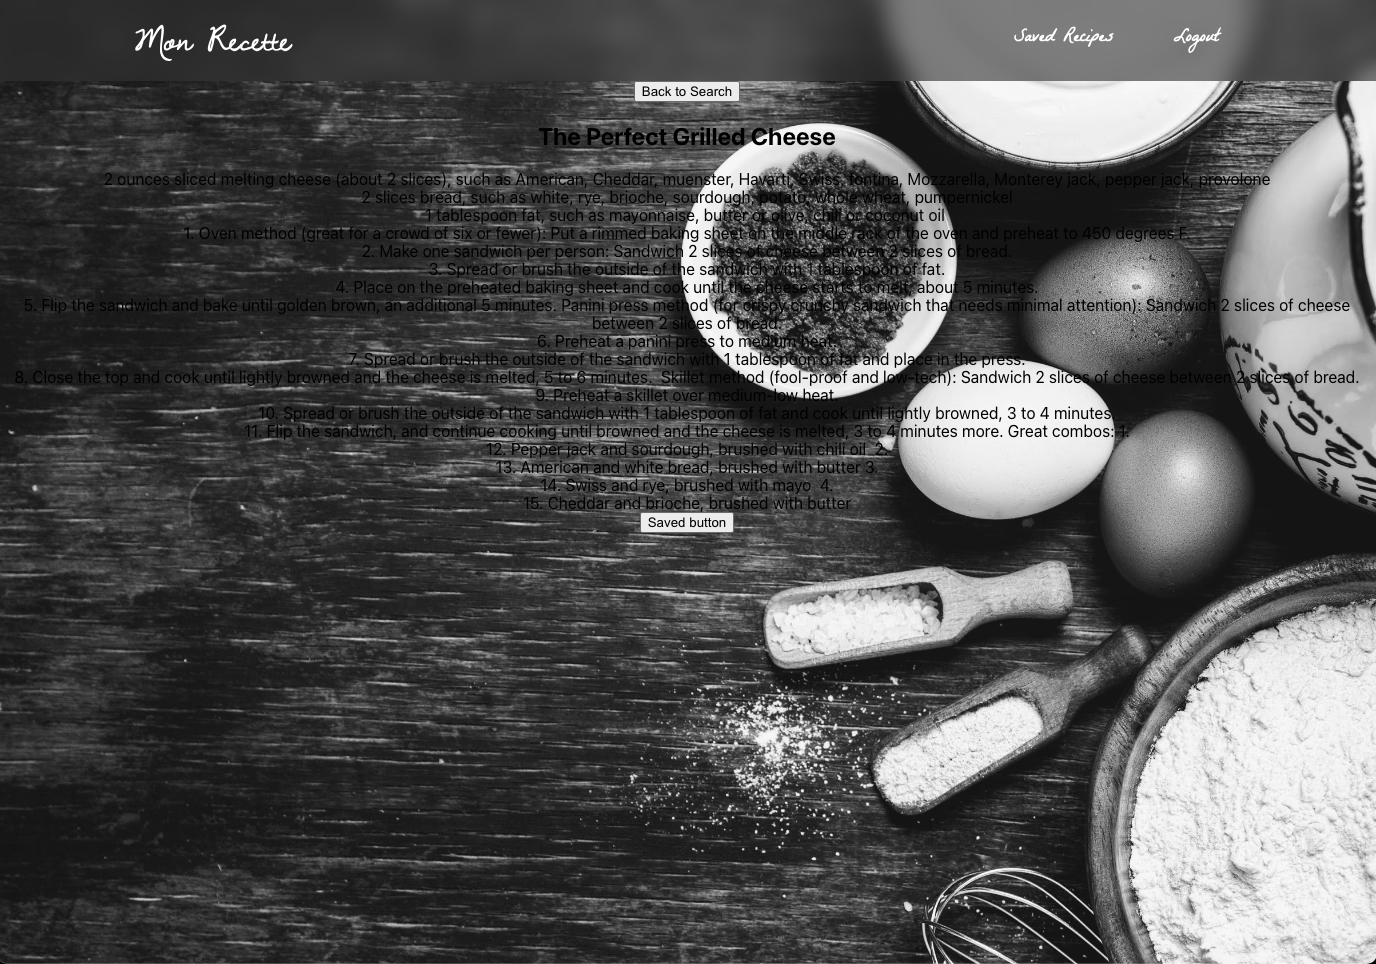 Mon Recette
Saved Recipes
Logout
Back to Search
The Perfect Grilled Cheese
2 ounces sliced melting cheese (about 2 slices), such as American, Cheddar, muenster, Havarti, Swiss, fontina, Mozzarella, Monterey jack, pepper jack, provolone
2 slices bread, such as white, rye, brioche, sourdough, potato, whole wheat, pumpernickel
1 tablespoon fat, such as mayonnaise, butter or olive, chili or coconut oil
1. Oven method (great for a crowd of six or fewer): Put a rimmed baking sheet on the middle rack of the oven and preheat to 450 degrees F.
2. Make one sandwich per person: Sandwich 2 slices of cheese between 2 slices of bread.
3. Spread or brush the outside of the sandwich with 1 tablespoon of fat.
4. Place on the preheated baking sheet and cook until the cheese starts to melt, about 5 minutes.
5. Flip the sandwich and bake until golden brown, an additional 5 minutes. Panini press method (for crispy crunchy sandwich that needs minimal attention): Sandwich 2 slices of cheese
between 2 slices of bread.
6. Preheat a panini press to medium heat.
7. Spread or brush the outside of the sandwich with 1 tablespoon of fat and place in the press.
8. Close the top and cook until lightly browned and the cheese is melted, 5 to 6 minutes. Skillet method (fool-proof and low-tech): Sandwich 2 slices of cheese between 2 slices of bread.
9. Preheat a skillet over medium-low heat.
10. Spread or brush the outside of the sandwich with 1 tablespoon of fat and cook until lightly browned, 3 to 4 minutes.
11. Flip the sandwich, and continue cooking until browned and the cheese is melted, 3 to 4 minutes more. Great combos: 1.
12. Pepper jack and sourdough, brushed with chili oil 2.
13. American and white bread, brushed with butter 3.
14. Swiss and rye, brushed with mayo 4.
15. Cheddar and brioche, brushed with butter
Saved button